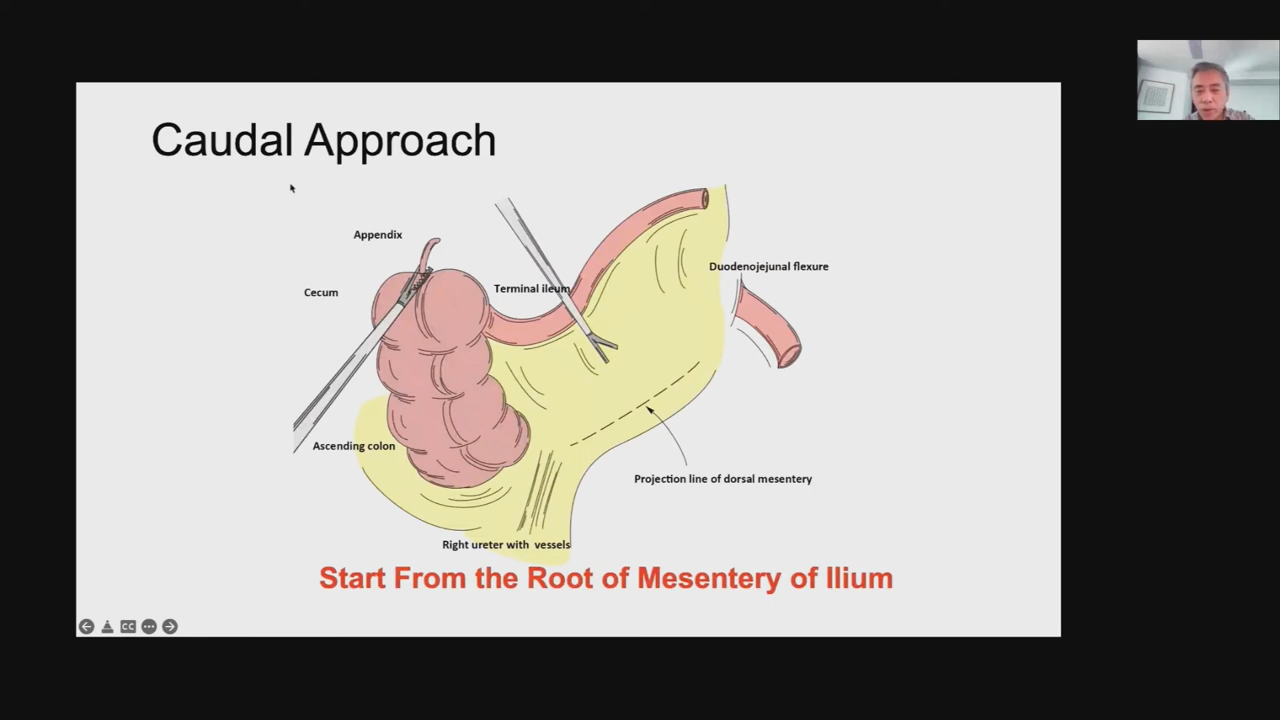 Caudal Approach
Appendix
Duodenojejunal flexure
Cecum
Terminal ileum
Ascending colon
Projection line of dorsal mesentery
Right ureter with vessels
Start From the Root of Mesentery of Ilium
CC